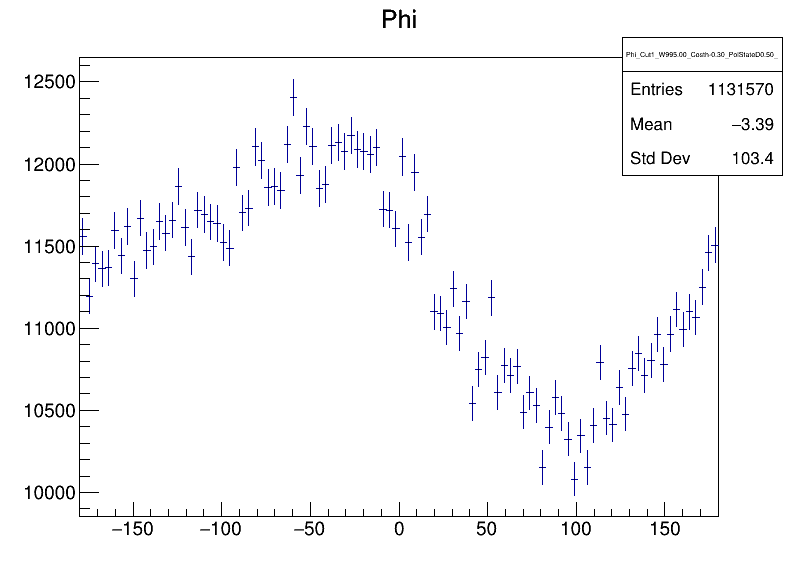 Phi
Phi_Cut1_W995.00_Costh-0.30_PolStateD0.50_
Entries 1131570
Mean −3.39
Std Dev 103.4
12500
12000
11500
11000
10500
10000
−150 −100 −50 0 50 100 150